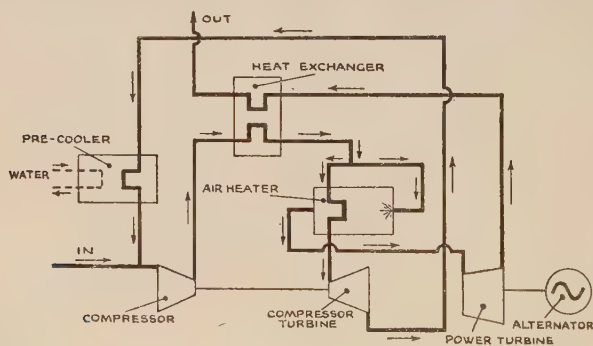 OUT
HEAT EXCHANGER
PRE-COOLER
WATER
AIR HEATER
IN
COMPRESSOR
COMPRESSOR
TURBINE
POWER TURBINE
ALTERNATOR